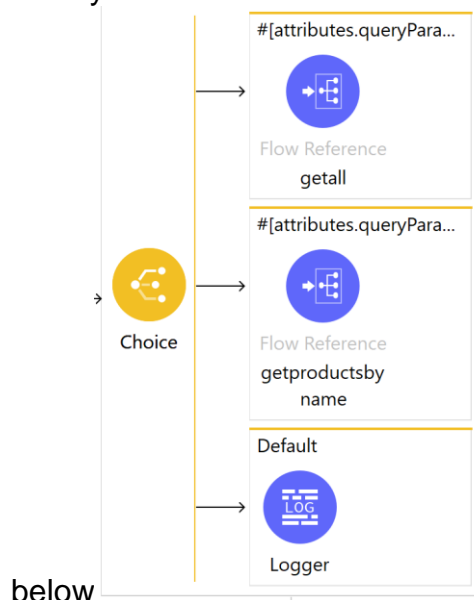 #[attributes.queryPara...
Flow Reference
getall
#[attributes.queryPara...
Choice
Flow Reference
getproductsby
name
Default
LOG
Logger
below